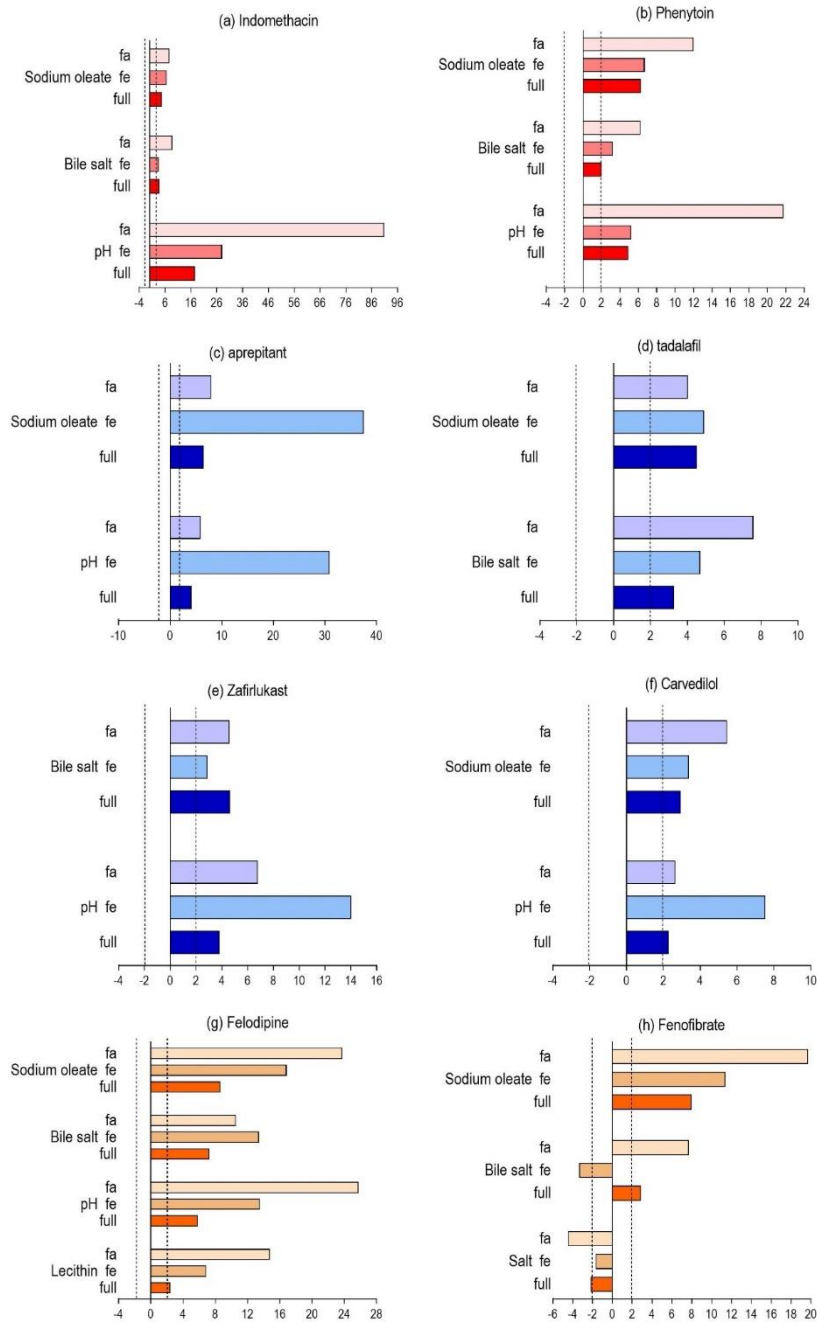 (a) Indomethacin
fa
Sodium oleate fe
full
fa
Bile salt fe
full
fa
pH fe
full
-4 6 16 26 36 46 56 66 76 86 96
(b) Phenytoin
fa
Sodium oleate fe
full
fa
Bile salt fe
full
fa
pH fe
full
-4 -2 0 2 4 6 8 10 12 14 16 18 20 22 24
(c) aprepitant
fa
Sodium oleate fe
full
fa
pH fe
full
-10 0 10 20 30 40
(d) tadalafil
fa
Sodium oleate fe
full
fa
Bile salt fe
full
-4 -2 0 2 4 6 8 10
(e) Zafirlukast
fa
Bile salt fe
full
fa
pH fe
full
-4 -2 0 2 4 6 8 10 12 14 16
(f) Carvedilol
fa
Sodium oleate fe
full
fa
pH fe
full
-4 -2 0 2 4 6 8 10
(g) Felodipine
fa
Sodium oleate fe
full
fa
Bile salt fe
full
fa
pH fe
full
fa
Lecithin fe
full
-4 0 4 8 12 16 20 24 28
(h) Fenofibrate
fa
Sodium oleate fe
full
fa
Bile salt fe
full
fa
Salt fe
full
-6 -4 -2 0 2 4 6 8 10 12 14 16 18 20